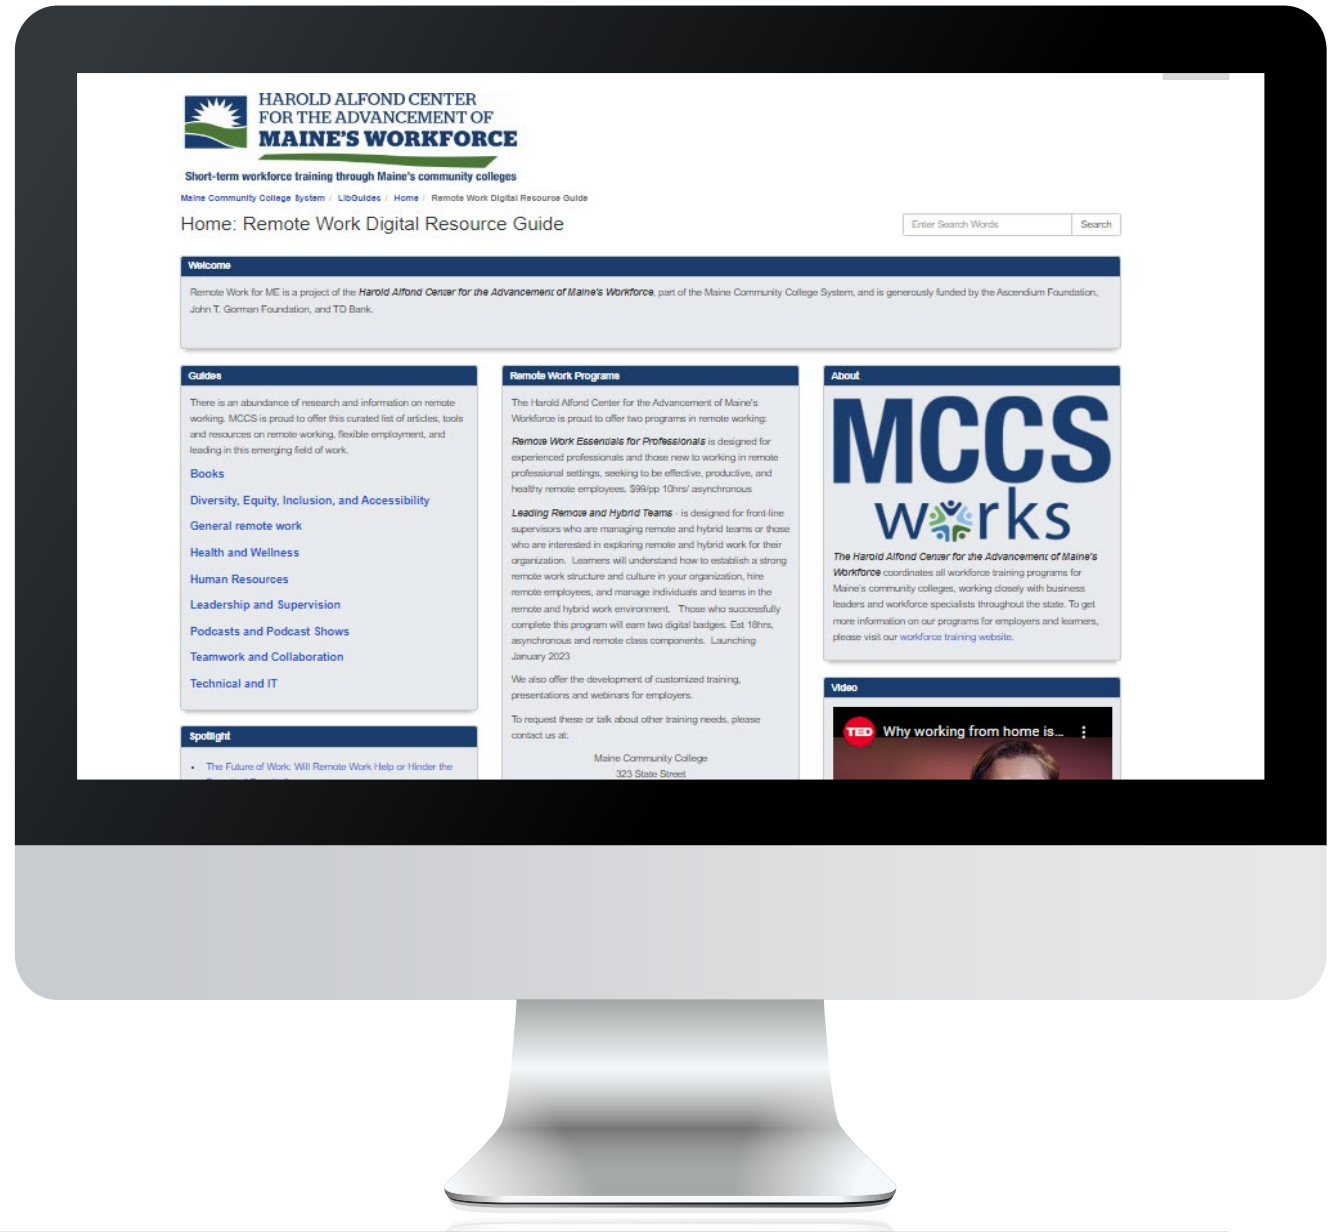 HAROLD ALFOND CENTER
FOR THE ADVANCEMENT OF
MAINE'S WORKFORCE
Short-term workforce training through Maine's community colleges
Maine Community College System / LibGuides / Home / Remote Work Digital Resource Guide
Home: Remote Work Digital Resource Guide
Enter Search Words
Search
Welcome
Remote Work for ME is a project of the Harold Alfond Center for the Advancement of Maine's Workforce, part of the Maine Community College System, and is generously funded by the Ascendium Foundation,
John T. Gorman Foundation, and TD Bank.
Guides
There is an abundance of research and information on remote
working. MCCS is proud to offer this curated list of articles, tools
and resources on remote working, flexible employment, and
leading in this emerging field of work.
Books
Diversity, Equity, Inclusion, and Accessibility
General remote work
Health and Wellness
Human Resources
Leadership and Supervision
Podcasts and Podcast Shows
Teamwork and Collaboration
Technical and IT
Spotlight
• The Future of Work: Will Remote Work Help or Hinder the
Remote Work Programs
The Harold Alfond Center for the Advancement of Maine's
Workforce is proud to offer two programs in remote working:
Remote Work Essentials for Professionals is designed for
experienced professionals and those new to working in remote
professional settings, seeking to be effective, productive, and
healthy remote employees. $99/pp 10hrs/ asynchronous
Leading Remote and Hybrid Teams - is designed for front-line
supervisors who are managing remote and hybrid teams or those
who are interested in exploring remote and hybrid work for their
organization. Learners will understand how to establish a strong
remote work structure and culture in your organization, hire
remote employees, and manage individuals and teams in the
remote and hybrid work environment. Those who successfully
complete this program will earn two digital badges. Est 18hrs,
asynchronous and remote class components. Launching
January 2023
We also offer the development of customized training,
presentations and webinars for employers.
To request these or talk about other training needs, please
contact us at:
Maine Community College
323 State Street
About
MCCS
works
The Harold Alfond Center for the Advancement of Maine's
Workforce coordinates all workforce training programs for
Maine's community colleges, working closely with business
leaders and workforce specialists throughout the state. To get
more information on our programs for employers and learners,
please visit our workforce training website.
Video
TED Why working from home is...